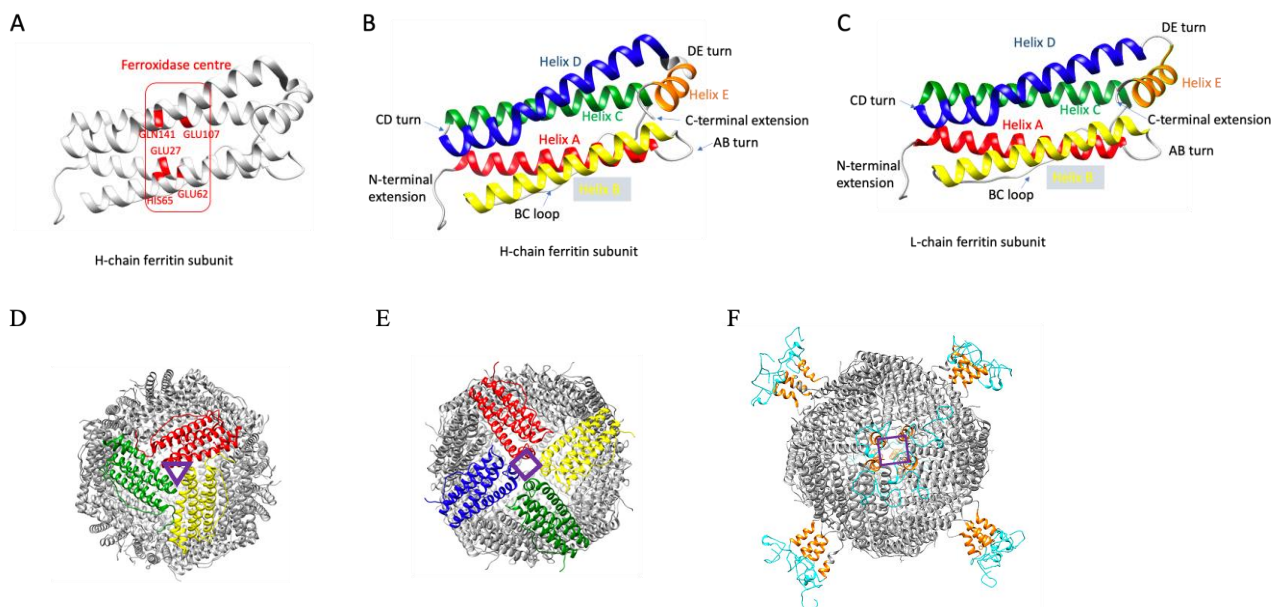 A
Ferroxidase centre
GLN141
GLU107
GLU27
GLU62
HIS65
H-chain ferritin subunit
B
Helix D
DE turn
Helix E
Helix C
CD turn
C-terminal extension
Helix A
AB turn
N-terminal
extension
Helix B
BC loop
H-chain ferritin subunit
C
DE turn
Helix D
Helix E
CD turn
Helix C
C-terminal extension
Helix A
AB turn
N-terminal
extension
Helix B
BC loop
L-chain ferritin subunit
D
E
F